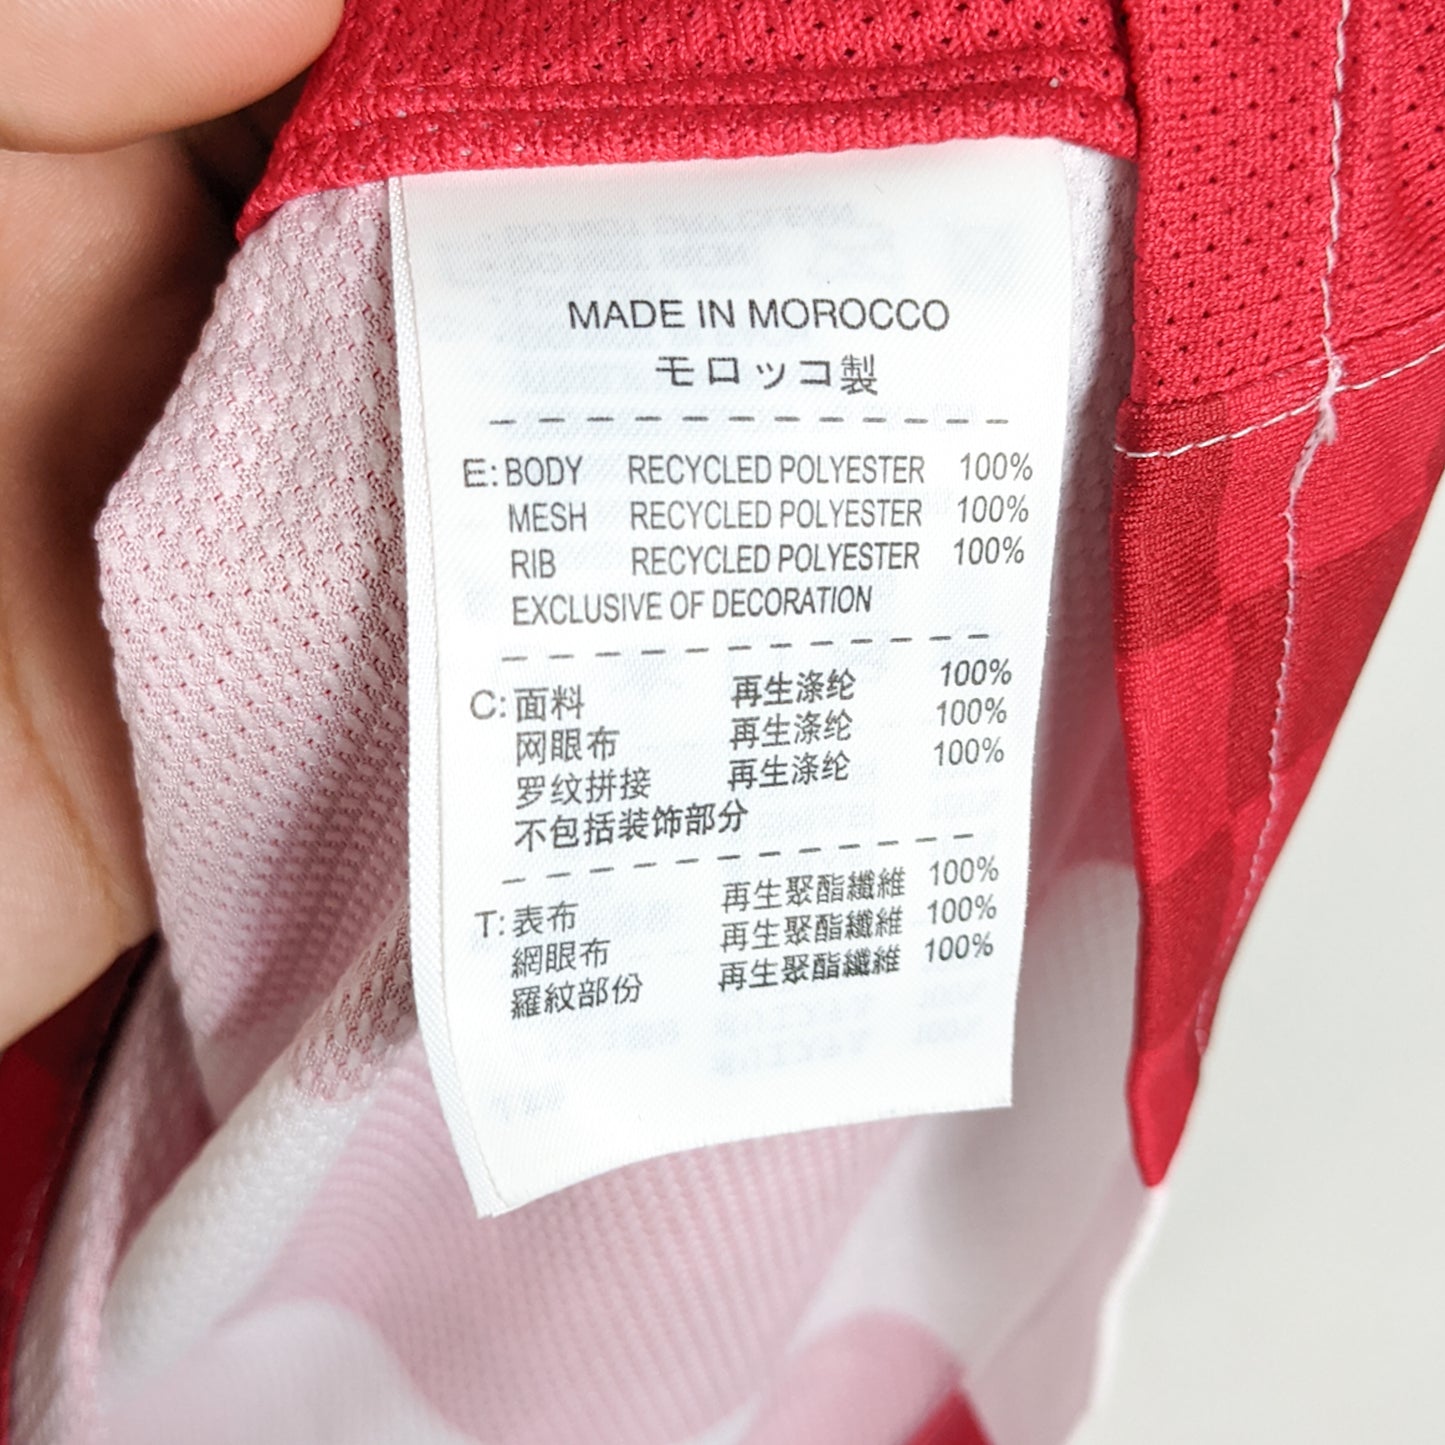 MADE IN MOROCCO
モロッコ製
E: BODY RECYCLED POLYESTER 100%
MESH RECYCLED POLYESTER 100%
RIB RECYCLED POLYESTER 100%
EXCLUSIVE OF DECORATION
C: 面料 再生涤纶 100%
网眼布 再生涤纶 100%
罗纹拼接 再生涤纶 100%
不包括装饰部分
T: 表布 再生聚酯纖維 100%
網眼布 再生聚酯纖維 100%
羅紋部份 再生聚酯纖維 100%